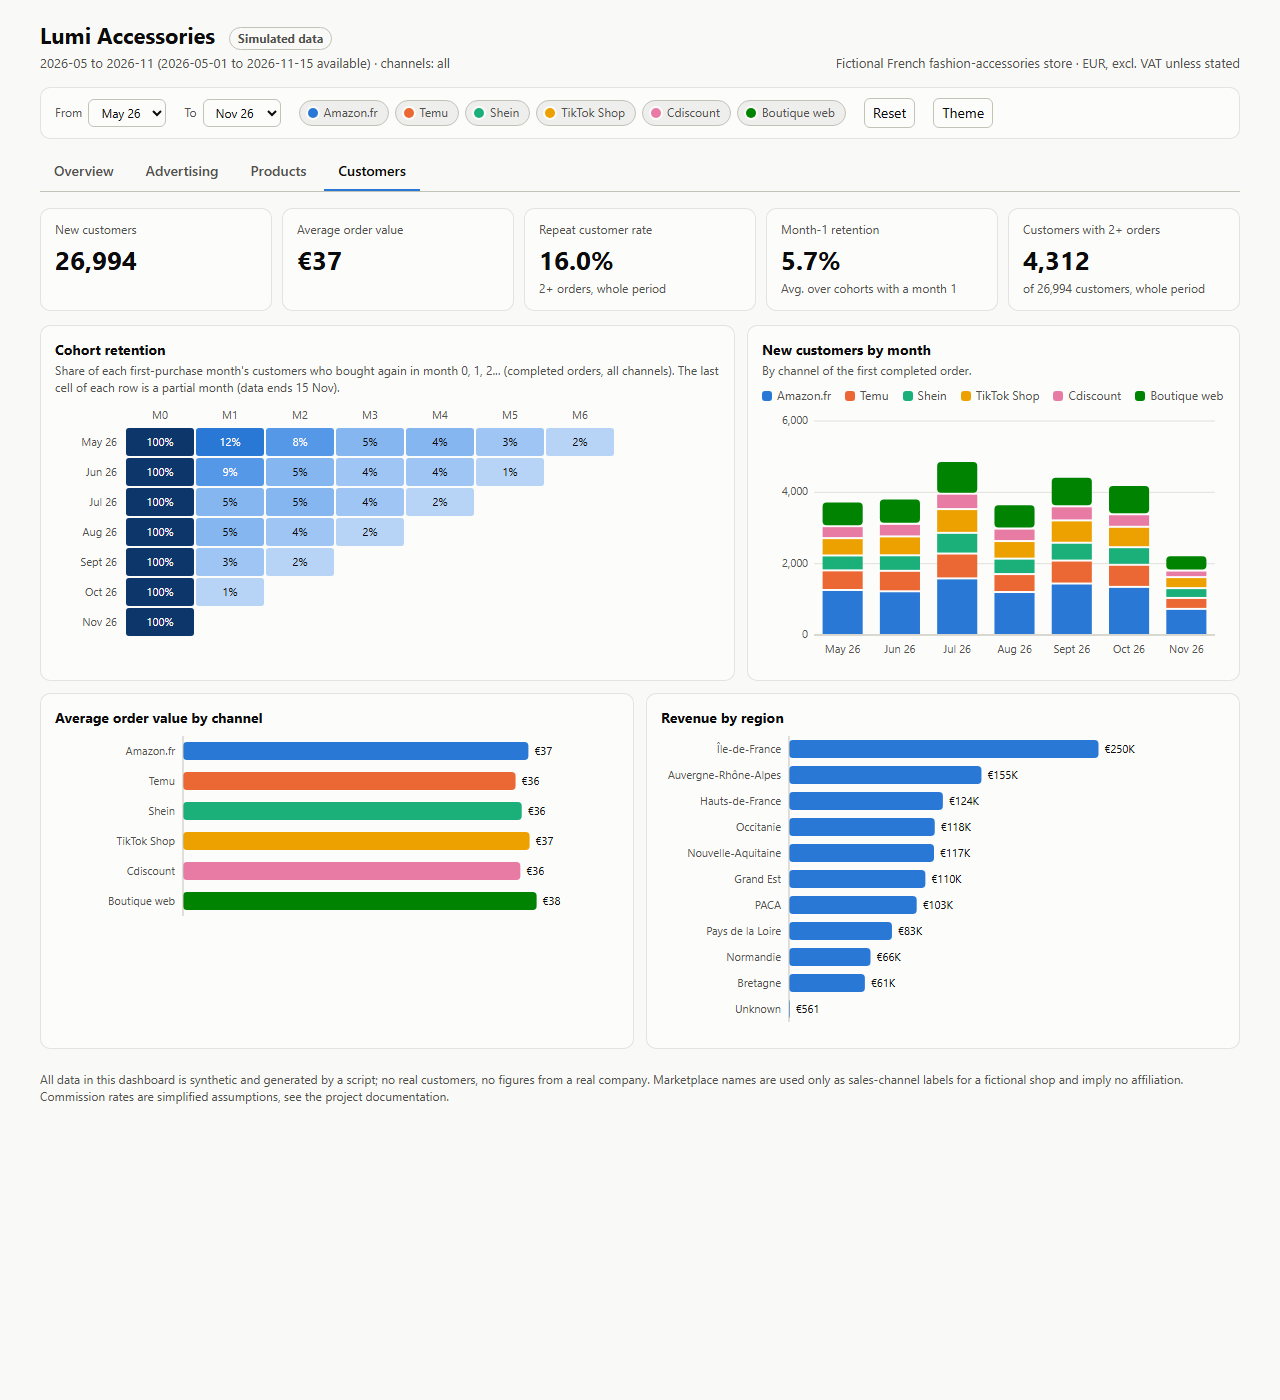 Lumi Accessories
Simulated data
2026-05 to 2026-11 (2026-05-01 to 2026-11-15 available) · channels: all
Fictional French fashion-accessories store · EUR, excl. VAT unless stated
From May 26 To Nov 26 Amazon.fr Temu Shein TikTok Shop Cdiscount Boutique web Reset Theme
Overview Advertising Products Customers
New customers
26,994
Average order value
€37
Repeat customer rate
16.0%
2+ orders, whole period
Month-1 retention
5.7%
Avg. over cohorts with a month 1
Customers with 2+ orders
4,312
of 26,994 customers, whole period
Cohort retention
Share of each first-purchase month's customers who bought again in month 0, 1, 2... (completed orders, all channels). The last
cell of each row is a partial month (data ends 15 Nov).
M0 M1 M2 M3 M4 M5 M6
May 26 100% 12% 8% 5% 4% 3% 2%
Jun 26 100% 9% 5% 4% 4% 1%
Jul 26 100% 5% 5% 4% 2%
Aug 26 100% 5% 4% 2%
Sept 26 100% 3% 2%
Oct 26 100% 1%
Nov 26 100%
New customers by month
By channel of the first completed order.
Amazon.fr Temu Shein TikTok Shop Cdiscount Boutique web
6,000
4,000
2,000
0
May 26 Jun 26 Jul 26 Aug 26 Sept 26 Oct 26 Nov 26
Average order value by channel
Amazon.fr €37
Temu €36
Shein €36
TikTok Shop €37
Cdiscount €36
Boutique web €38
Revenue by region
Île-de-France €250K
Auvergne-Rhône-Alpes €155K
Hauts-de-France €124K
Occitanie €118K
Nouvelle-Aquitaine €117K
Grand Est €110K
PACA €103K
Pays de la Loire €83K
Normandie €66K
Bretagne €61K
Unknown €561
All data in this dashboard is synthetic and generated by a script; no real customers, no figures from a real company. Marketplace names are used only as sales-channel labels for a fictional shop and imply no affiliation.
Commission rates are simplified assumptions, see the project documentation.